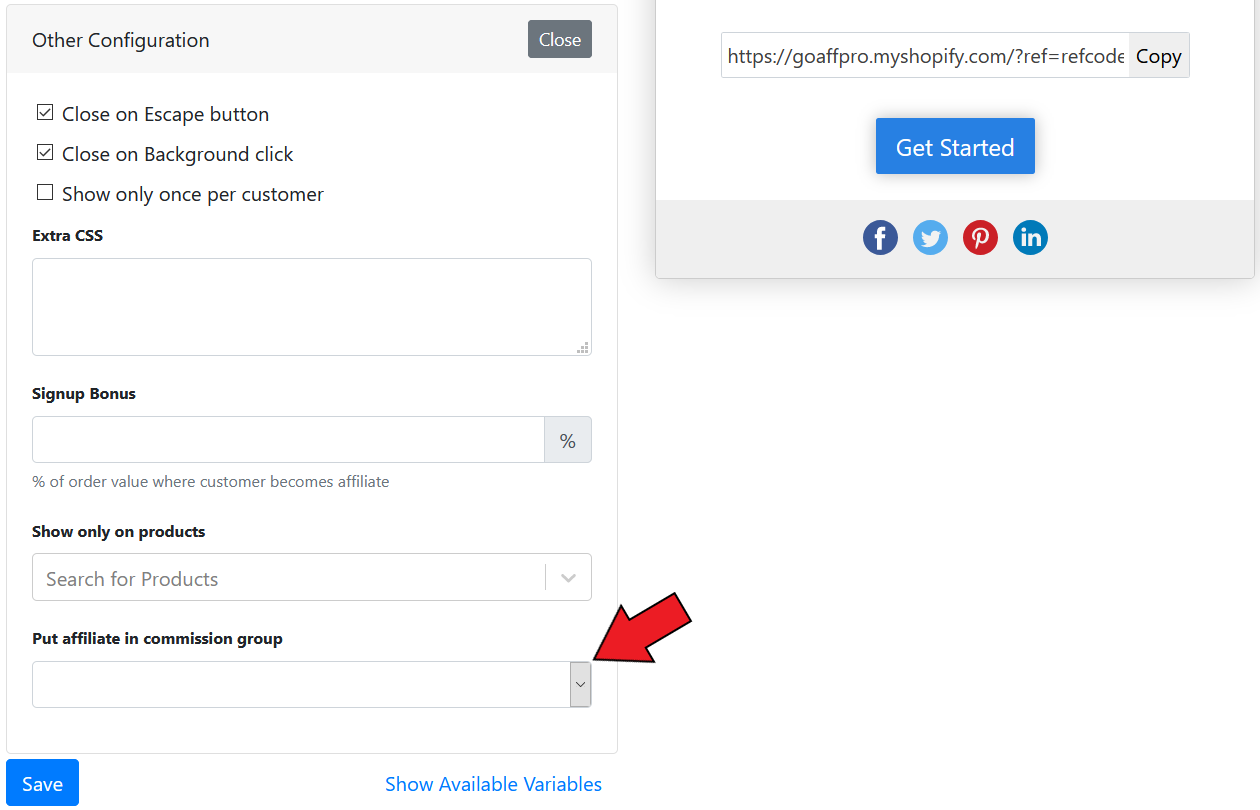 Other Configuration
Close
Close on Escape button
Close on Background click
Show only once per customer
Extra CSS
Signup Bonus
%
% of order value where customer becomes affiliate
Show only on products
Search for Products
Put affiliate in commission group
Save
Show Available Variables
https://goaffpro.myshopify.com/?ref=refcode
Copy
Get Started